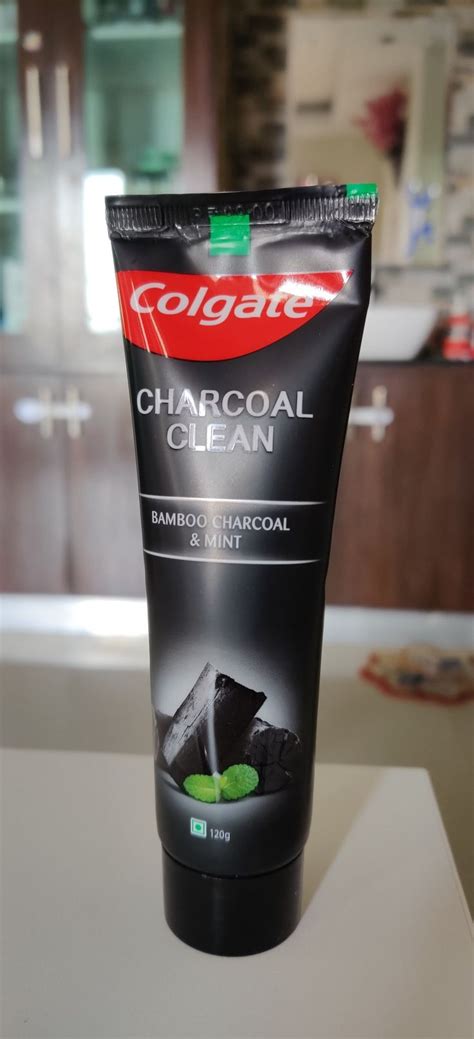 Colgate
CHARCOAL
CLEAN
BAMBOO CHARCOAL
& MINT
120g